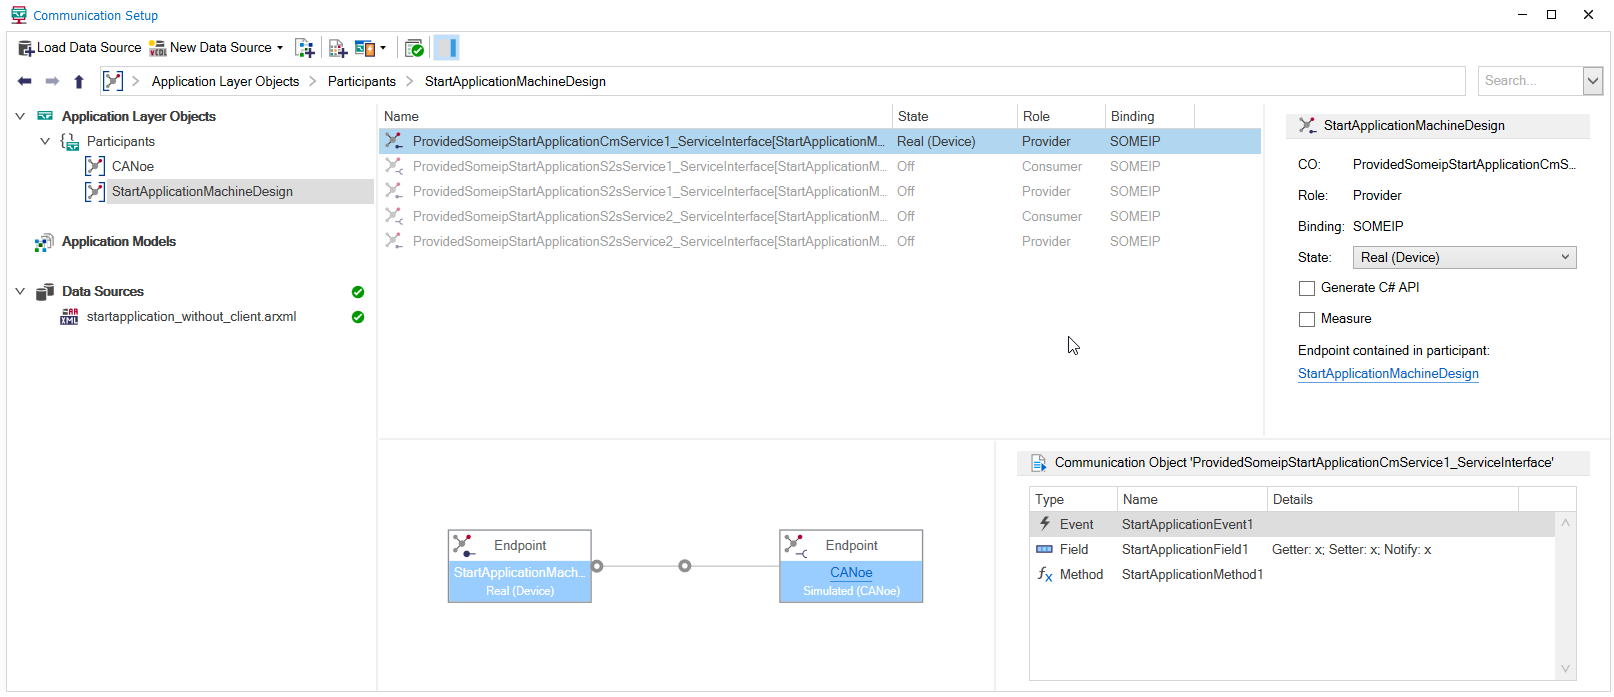 Communication Setup
Load Data Source New Data Source
Application Layer Objects > Participants > StartApplicationMachineDesign
Search...
Application Layer Objects
Participants
CANoe
StartApplicationMachineDesign
Application Models
Data Sources
startapplication_without_client.arxml
Name State Role Binding
ProvidedSomeipStartApplicationCmService1_ServiceInterface[StartApplicationM... Real (Device) Provider SOMEIP
ProvidedSomeipStartApplicationS2sService1_ServiceInterface[StartApplicationM... Off Consumer SOMEIP
ProvidedSomeipStartApplicationS2sService1_ServiceInterface[StartApplicationM... Off Provider SOMEIP
ProvidedSomeipStartApplicationS2sService2_ServiceInterface[StartApplicationM... Off Consumer SOMEIP
ProvidedSomeipStartApplicationS2sService2_ServiceInterface[StartApplicationM... Off Provider SOMEIP
StartApplicationMachineDesign
CO: ProvidedSomeipStartApplicationCmS...
Role: Provider
Binding: SOMEIP
State: Real (Device)
Generate C# API
Measure
Endpoint contained in participant:
StartApplicationMachineDesign
Endpoint
StartApplicationMach...
Real (Device)
Endpoint
CANoe
Simulated (CANoe)
Communication Object 'ProvidedSomeipStartApplicationCmService1_ServiceInterface'
Type Name Details
Event StartApplicationEvent1
Field StartApplicationField1 Getter: x; Setter: x; Notify: x
Method StartApplicationMethod1